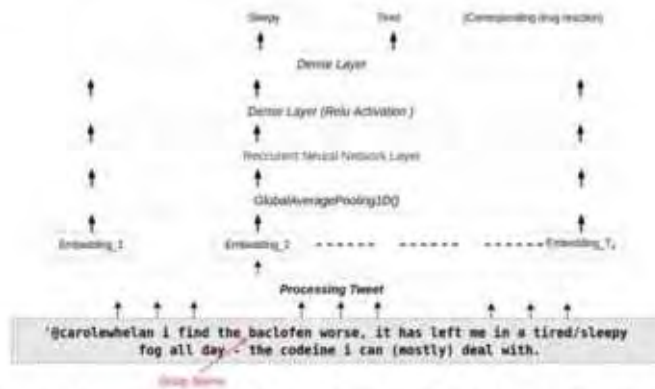 Sleepy Tired (Corresponding drug reaction)
Dense Layer
Dense Layer (Relu Activation )
Recrutent Neural Network Layer
GlobalAveragePooling1D()
Embedding_1 Embedding_2 Embedding_Tₓ
Processing Tweet
'@carolewhelan i find the baclofen worse, it has left me in a tired/sleepy
fog all day - the codeine i can (mostly) deal with.
Drug Name